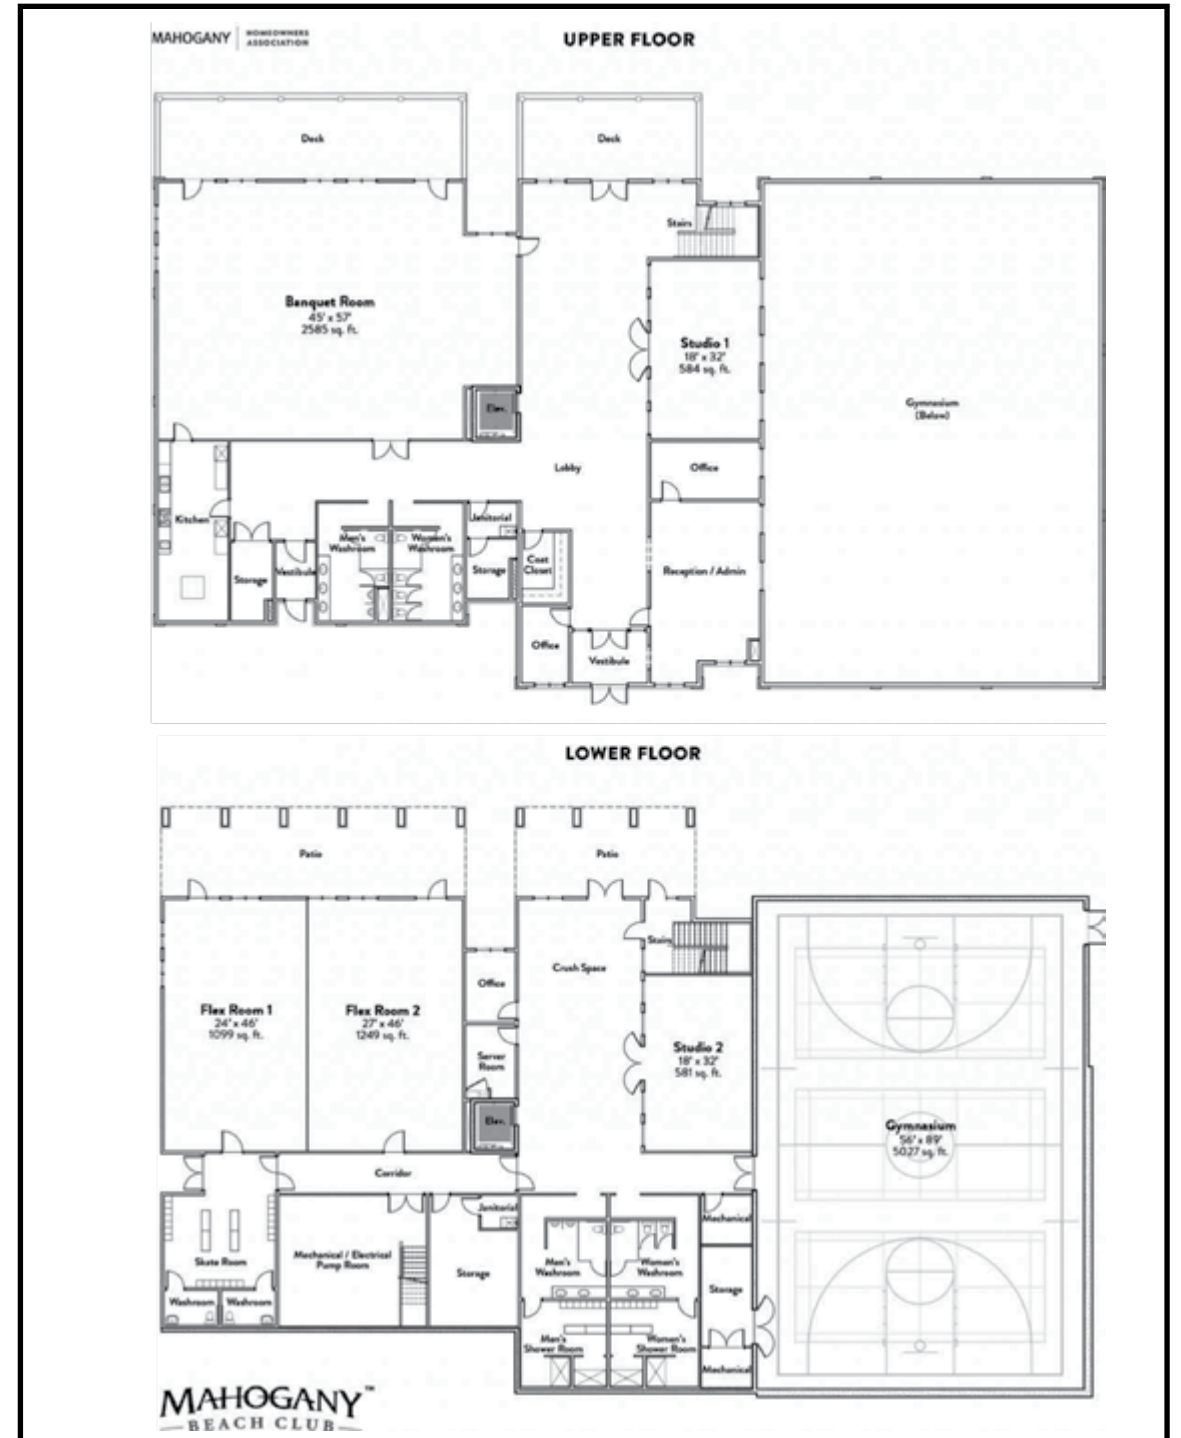 MAHOGANY
HOMEOWNERS
ASSOCIATION
UPPER FLOOR
Deck
Deck
Stairs
Banquet Room
45' x 57'
2585 sq. ft.
Studio 1
18' x 32'
584 sq. ft.
Elev.
Gymnasium
(Below)
Lobby
Office
Kitchen
Janitorial
Men's
Washroom
Women's
Washroom
Storage
Vestibule
Storage
Coat
Closet
Reception / Admin
Office
Vestibule
LOWER FLOOR
Patio
Patio
Stairs
Crush Space
Office
Flex Room 1
24' x 46'
1099 sq. ft.
Flex Room 2
27' x 46'
1249 sq. ft.
Server
Room
Studio 2
18' x 32'
581 sq. ft.
Elev.
Gymnasium
56' x 89'
5027 sq. ft.
Corridor
Janitorial
Mechanical
Skate Room
Mechanical / Electrical
Pump Room
Storage
Men's
Washroom
Women's
Washroom
Storage
Washroom
Washroom
Men's
Shower Room
Women's
Shower Room
Mechanical
MAHOGANY™
BEACH CLUB